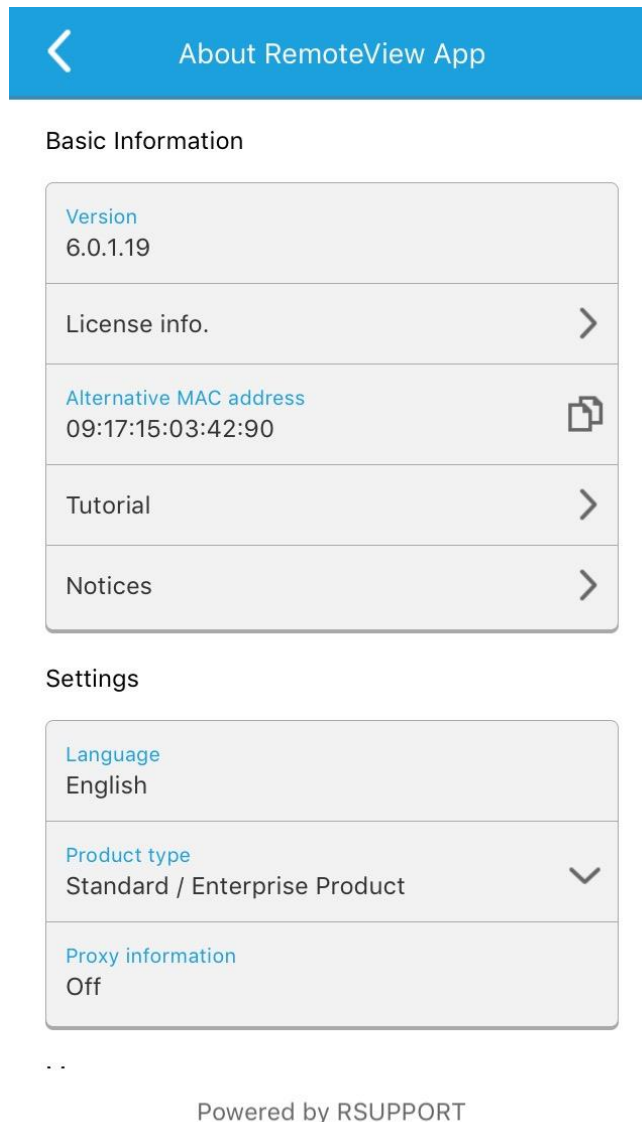 About RemoteView App
Basic Information
Version
6.0.1.19
License info.
Alternative MAC address
09:17:15:03:42:90
Tutorial
Notices
Settings
Language
English
Product type
Standard / Enterprise Product
Proxy information
Off
Powered by RSUPPORT